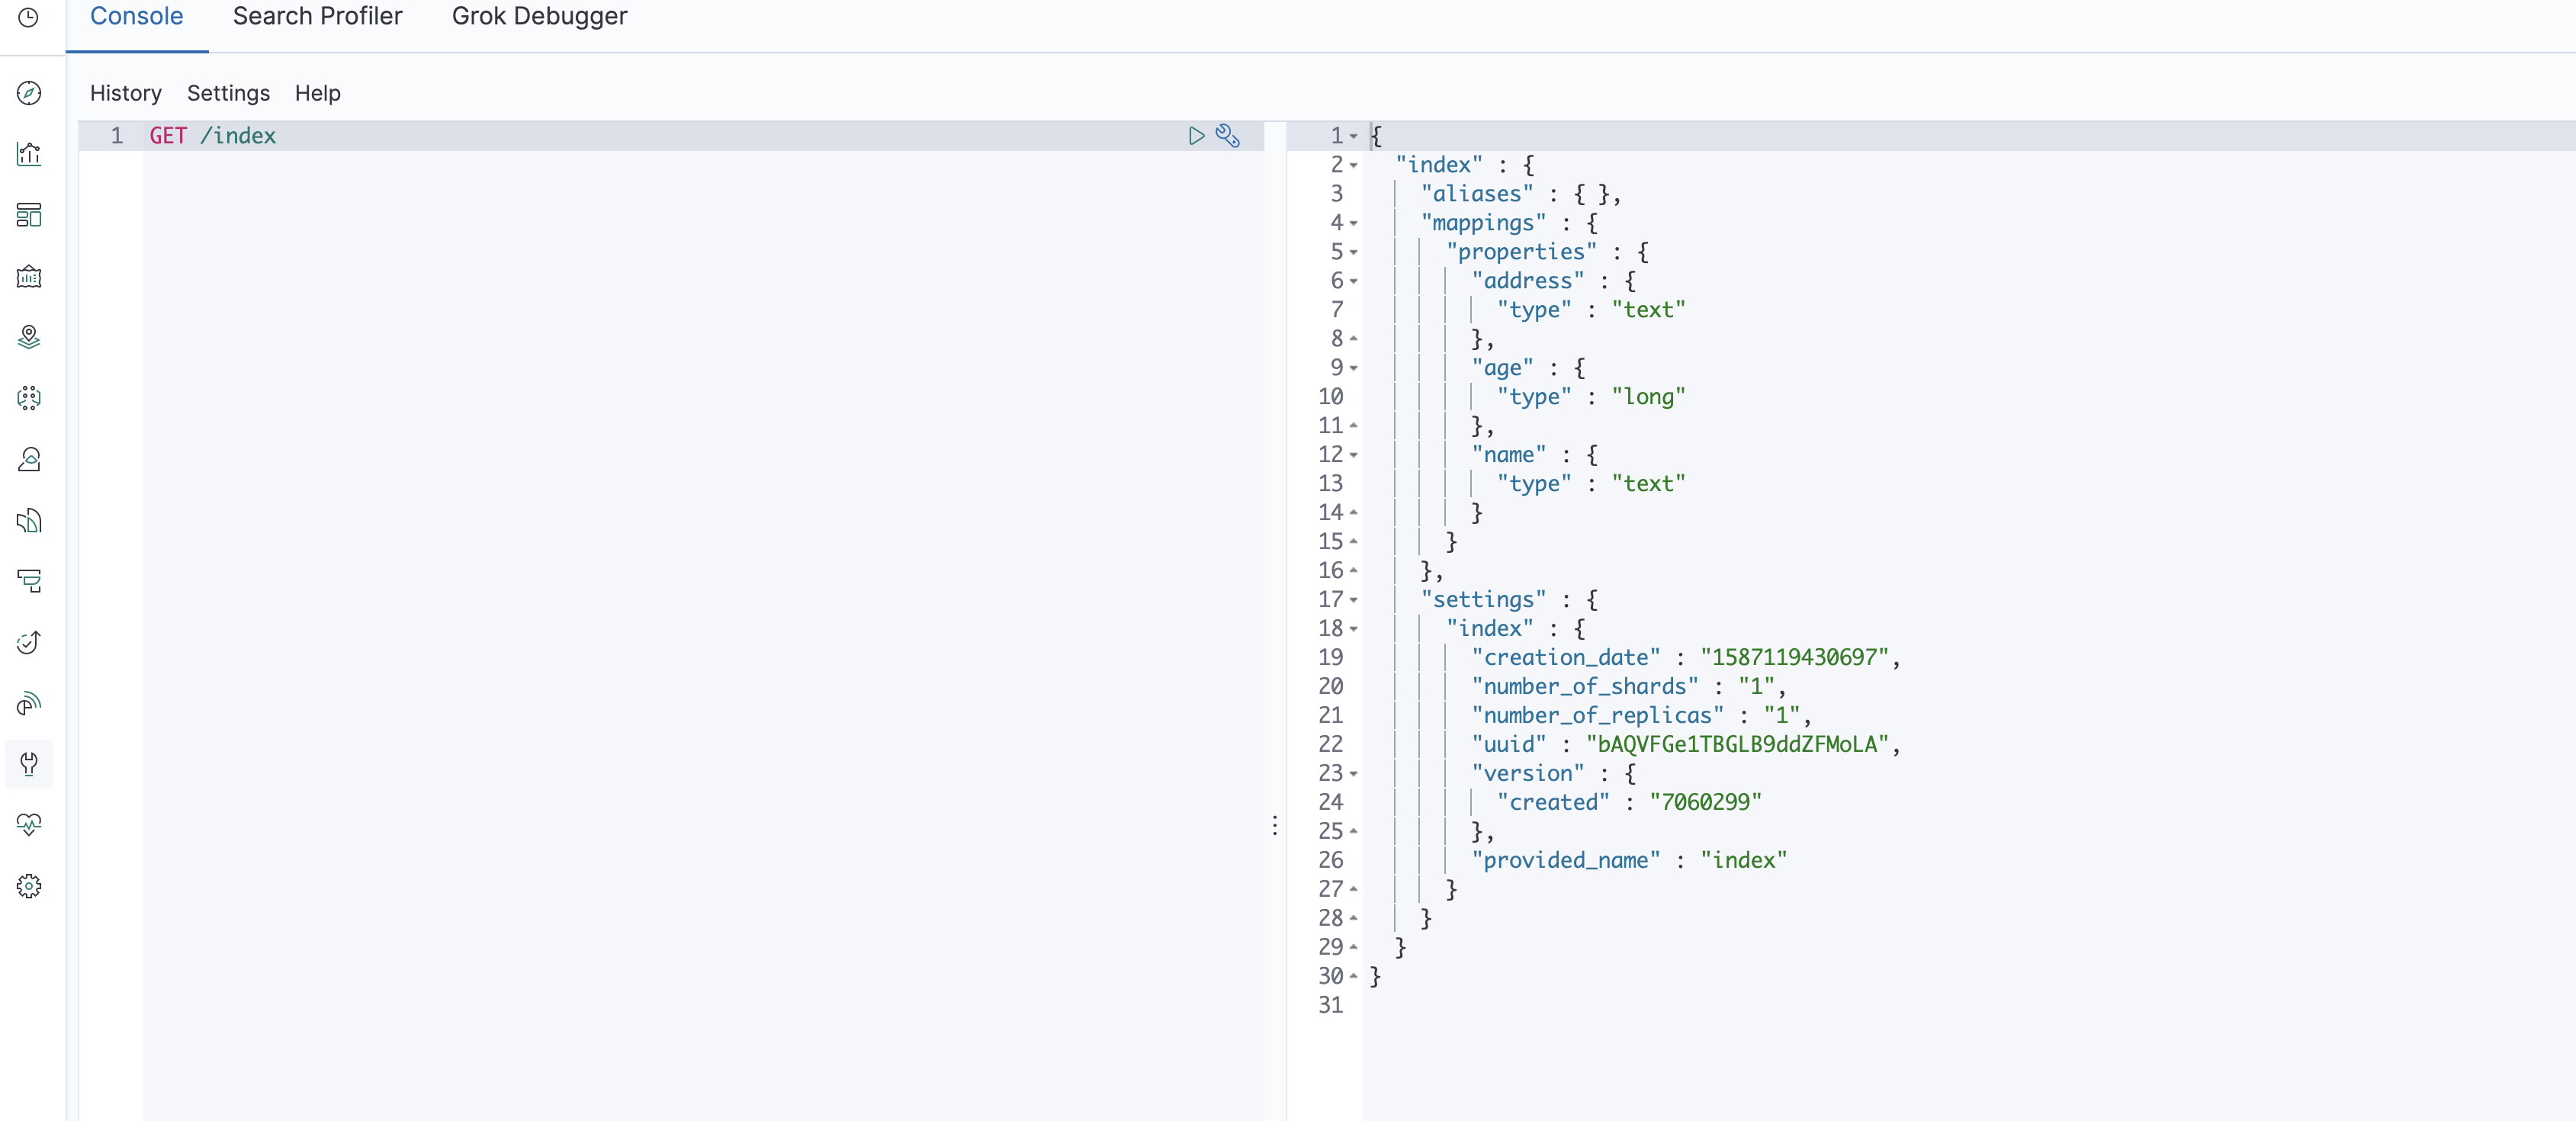 Console Search Profiler Grok Debugger
History Settings Help
1 GET /index
1 {
2 "index" : {
3 "aliases" : { },
4 "mappings" : {
5 "properties" : {
6 "address" : {
7 "type" : "text"
8 },
9 "age" : {
10 "type" : "long"
11 },
12 "name" : {
13 "type" : "text"
14 }
15 }
16 },
17 "settings" : {
18 "index" : {
19 "creation_date" : "1587119430697",
20 "number_of_shards" : "1",
21 "number_of_replicas" : "1",
22 "uuid" : "bAQVFGe1TBGLB9ddZFMoLA",
23 "version" : {
24 "created" : "7060299"
25 },
26 "provided_name" : "index"
27 }
28 }
29 }
30 }
31